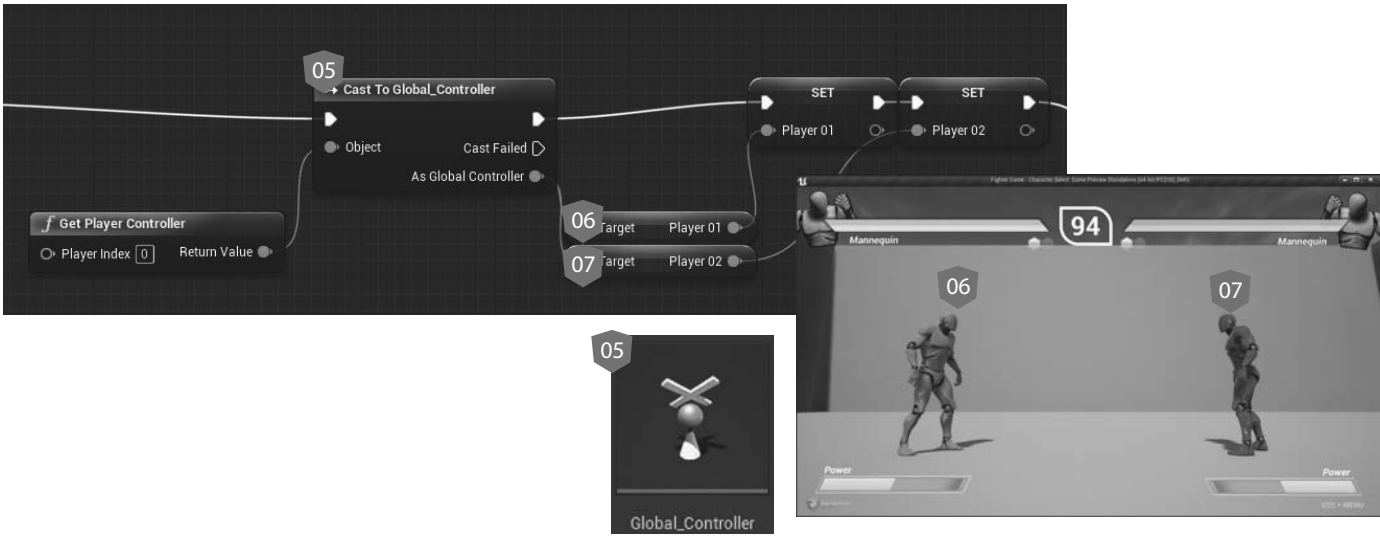 05
Cast To Global_Controller
Object
Cast Failed
As Global Controller
SET
Player 01
SET
Player 02
f Get Player Controller
Player Index 0
Return Value
06
Target Player 01
07
Target Player 02
94
Mannequin
Mannequin
06
07
Power
Power
ESC = MENU
05
Global_Controller